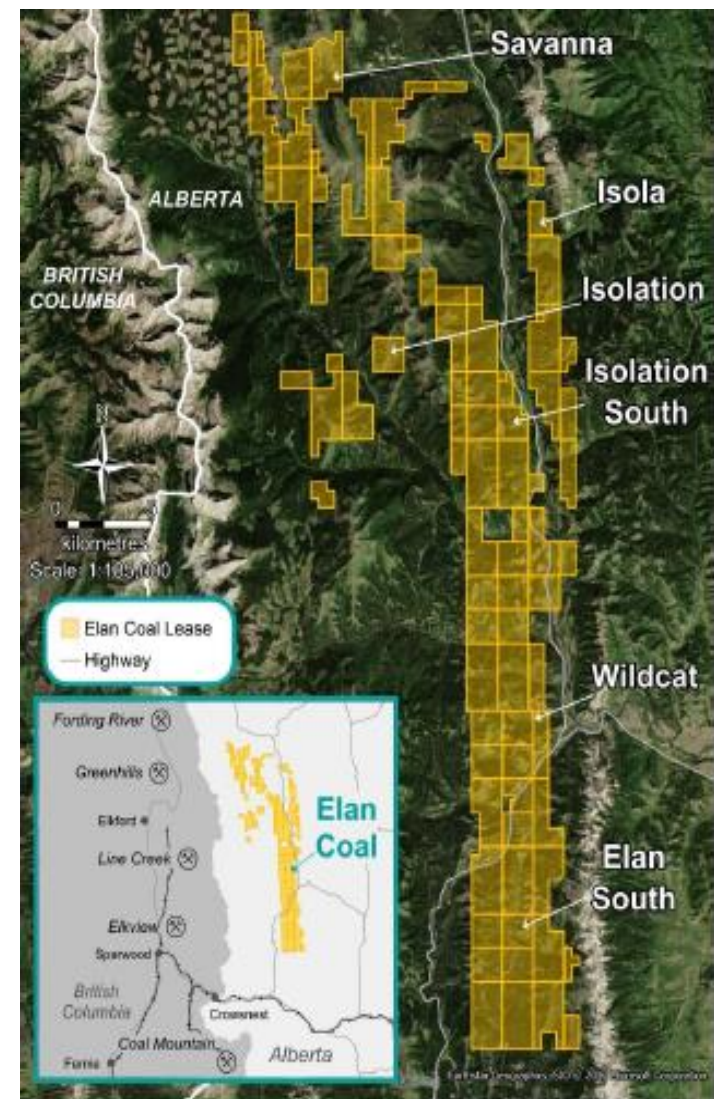 Savanna
ALBERTA
Isola
BRITISH
COLUMBIA
Isolation
Isolation
South
N
0
kilometres
Elan Coal Lease
Highway
Wildcat
Fording River
Greenhills
Elkford
Elan
Coal
Line Creek
Elan
South
Elkview
Sparwood
British
Columbia
Crowsnest
Coal Mountain
Alberta
Fernie